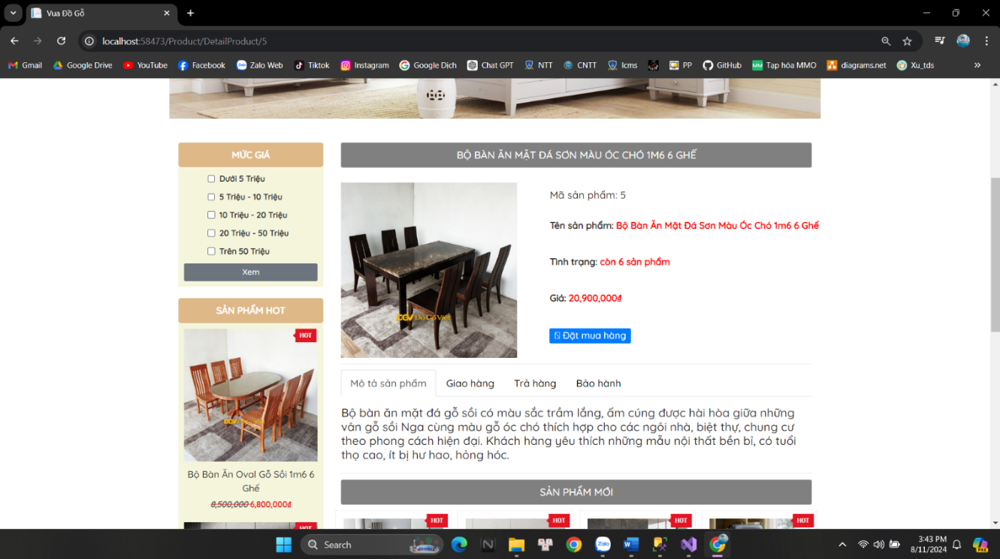 Vua Đồ Gỗ
localhost:58473/Product/DetailProduct/5
Gmail
Google Drive
YouTube
Facebook
Zalo Web
Tiktok
Instagram
Google Dịch
Chat GPT
NTT
CNTT
lcms
PP
GitHub
MM
Tạp hóa MMO
diagrams.net
Xu_tds
MỨC GIÁ
Dưới 5 Triệu
5 Triệu - 10 Triệu
10 Triệu - 20 Triệu
20 Triệu - 50 Triệu
Trên 50 Triệu
Xem
SẢN PHẨM HOT
HOT
Bộ Bàn Ăn Oval Gỗ Sồi 1m6 6
Ghế
8,500,000 6,800,000₫
HOT
BỘ BÀN ĂN MẶT ĐÁ SƠN MÀU ÓC CHÓ 1M6 6 GHẾ
CGV Đồ Gỗ Việt
Mã sản phẩm: 5
Tên sản phẩm: Bộ Bàn Ăn Mặt Đá Sơn Màu Óc Chó 1m6 6 Ghế
Tình trạng: còn 6 sản phẩm
Giá: 20,900,000₫
Đặt mua hàng
Mô tả sản phẩm
Giao hàng
Trả hàng
Bảo hành
Bộ bàn ăn mặt đá gỗ sồi có màu sắc trầm lắng, ấm cúng được hài hòa giữa những
vân gỗ sồi Nga cùng màu gỗ óc chó thích hợp cho các ngôi nhà, biệt thự, chung cư
theo phong cách hiện đại. Khách hàng yêu thích những mẫu nội thất bền bỉ, có tuổi
thọ cao, ít bị hư hao, hỏng hóc.
SẢN PHẨM MỚI
HOT
HOT
HOT
HOT
Search
Zalo
3:43 PM
8/11/2024
PRE